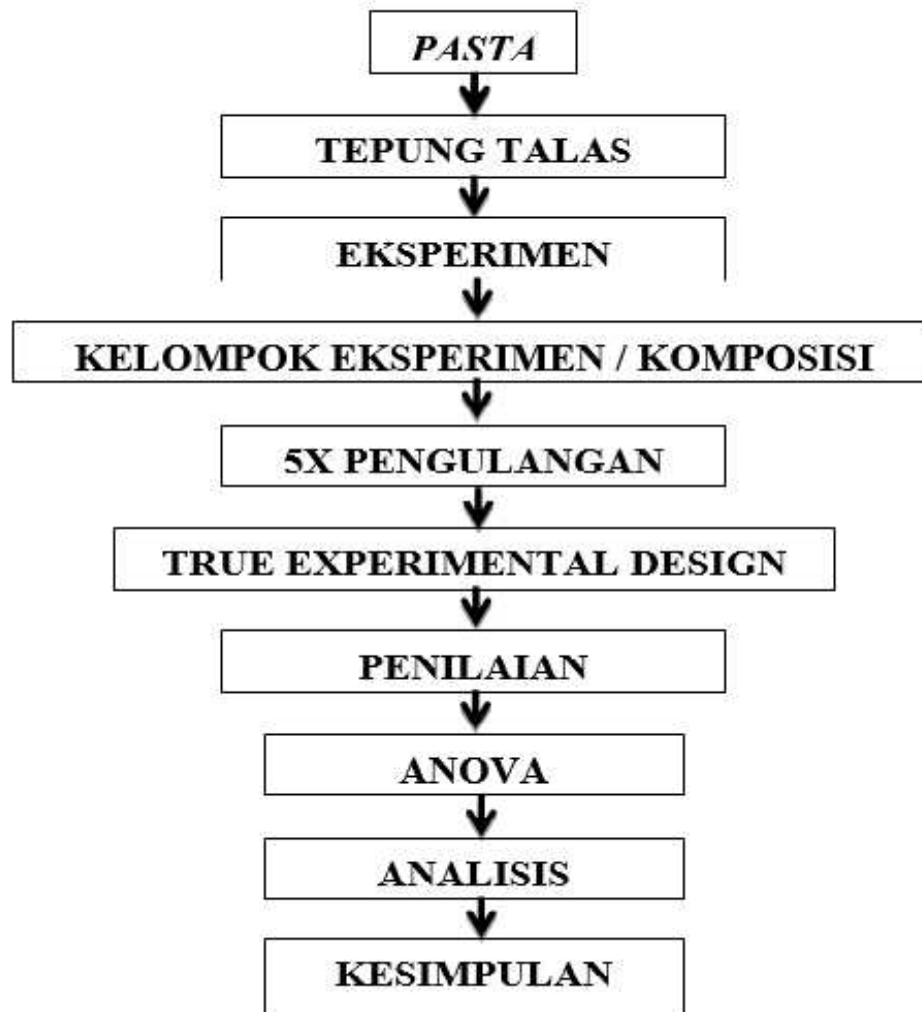 PASTA
TEPUNG TALAS
EKSPERIMEN
KELOMPOK EKSPERIMEN / KOMPOSISI
5X PENGULANGAN
TRUE EXPERIMENTAL DESIGN
PENILAIAN
ANOVA
ANALISIS
KESIMPULAN